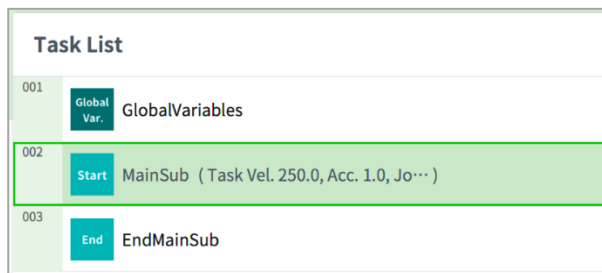 Task List
001
Global
Var.
GlobalVariables
002
Start
MainSub ( Task Vel. 250.0, Acc. 1.0, Jo··· )
003
End
EndMainSub